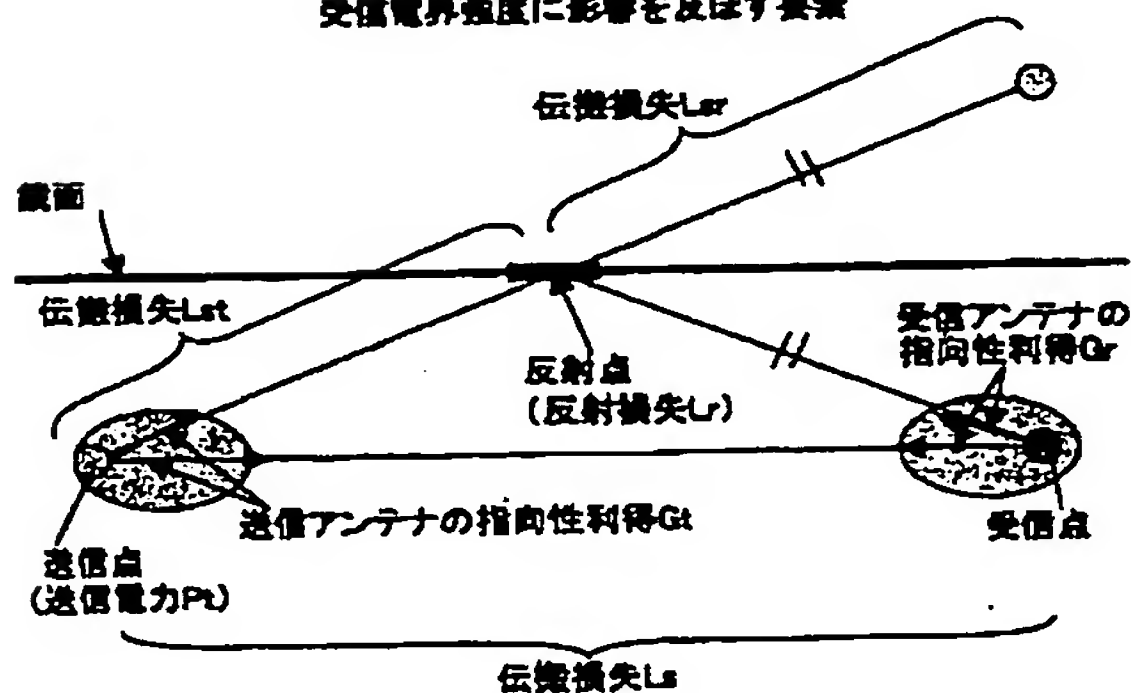 受信電界強度に影響を及ぼす要素
伝搬損失Lsr
鏡面
伝搬損失Lst
受信アンテナの
指向性利得Gr
反射点
(反射損失Lr)
送信アンテナの指向性利得Gt
受信点
送信点
(送信電力Pt)
伝搬損失Ls